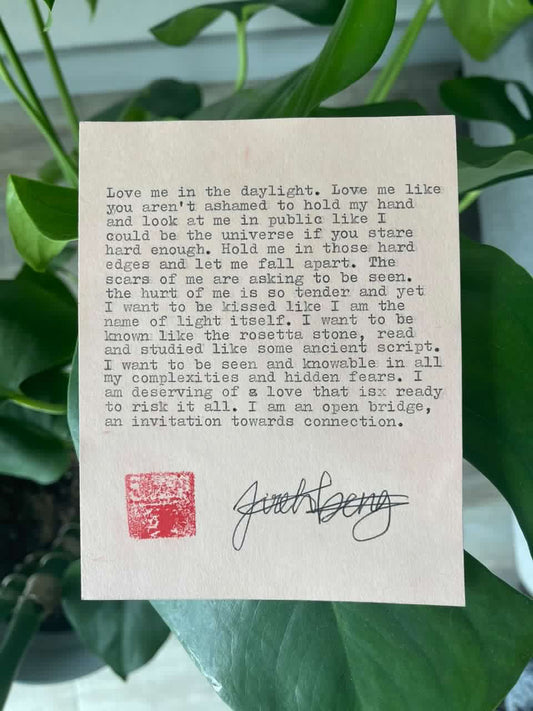 Love me in the daylight. Love me like
you aren't ashamed to hold my hand
and look at me in public like I
could be the universe if you stare
hard enough. Hold me in those hard
edges and let me fall apart. The
scars of me are asking to be seen.
the hurt of me is so tender and yet
I want to be kissed like I am the
name of light itself. I want to be
known like the rosetta stone, read
and studied like some ancient script.
I want to be seen and knowable in all
my complexities and hidden fears. I
am deserving of a love that isx ready
to risk it all. I am an open bridge,
an invitation towards connection.